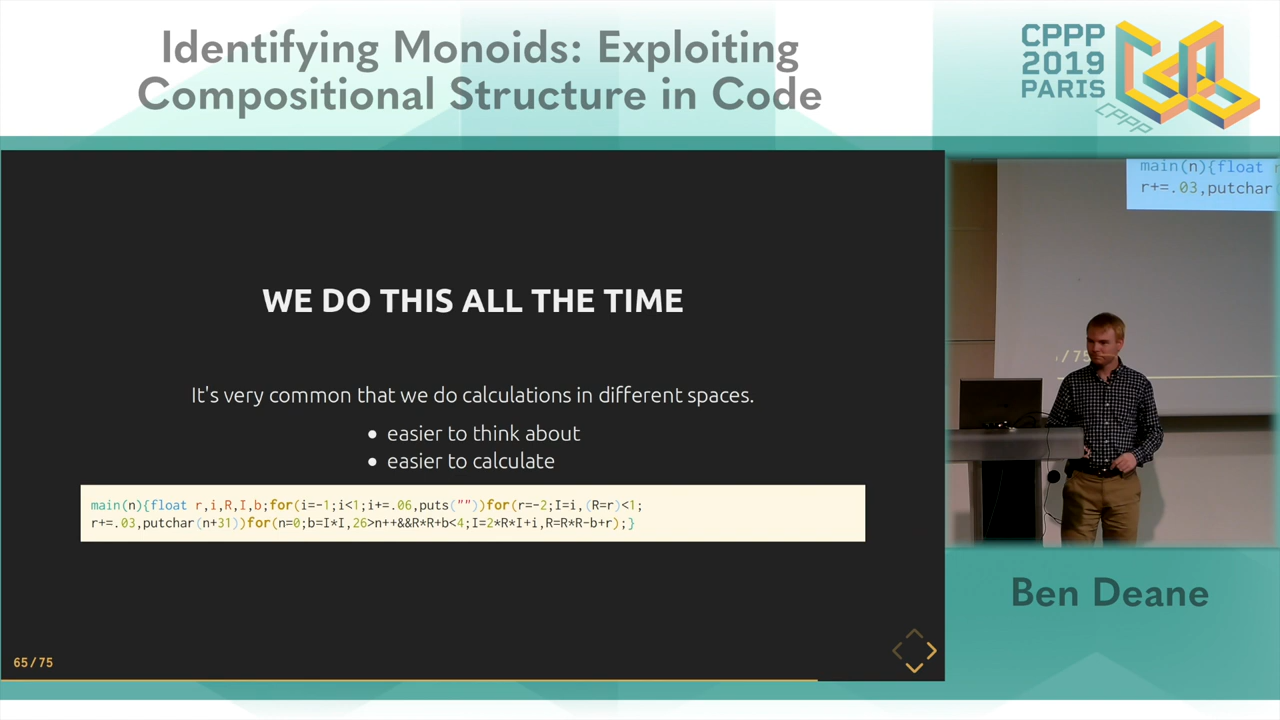 Identifying Monoids: Exploiting
Compositional Structure in Code
CPPP
2019
PARIS
CPPP
WE DO THIS ALL THE TIME
It's very common that we do calculations in different spaces.
• easier to think about
• easier to calculate
main(n){float r,i,R,I,b;for(i=-1;i<1;i+=.06,puts(""))for(r=-2;I=i,(R=r)<1;
r+=.03,putchar(n+31))for(n=0;b=I*I,26>n++&&R*R+b<4;I=2*R*I+i,R=R*R-b+r);}
65/75
main(n){float
r+=.03,putchar
/75
Ben Deane